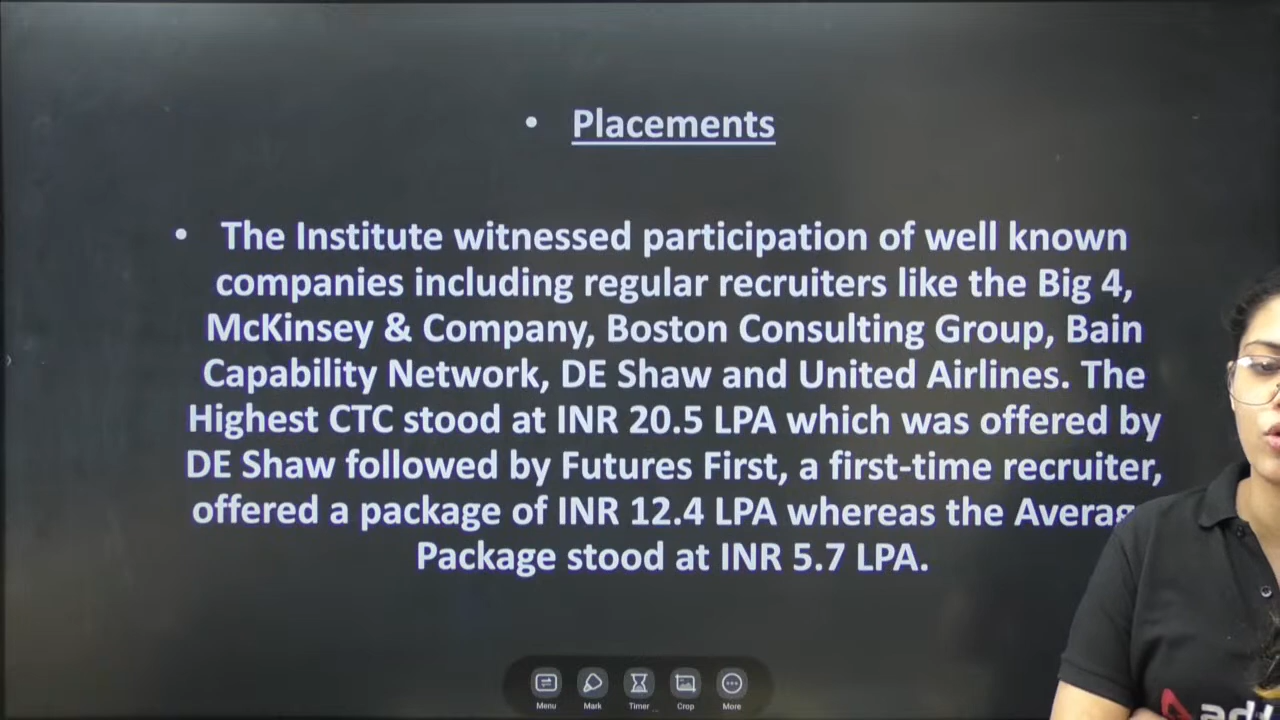 • Placements
• The Institute witnessed participation of well known
companies including regular recruiters like the Big 4,
McKinsey & Company, Boston Consulting Group, Bain
Capability Network, DE Shaw and United Airlines. The
Highest CTC stood at INR 20.5 LPA which was offered by
DE Shaw followed by Futures First, a first-time recruiter,
offered a package of INR 12.4 LPA whereas the Averag
Package stood at INR 5.7 LPA.
Menu Mark Timer Crop More